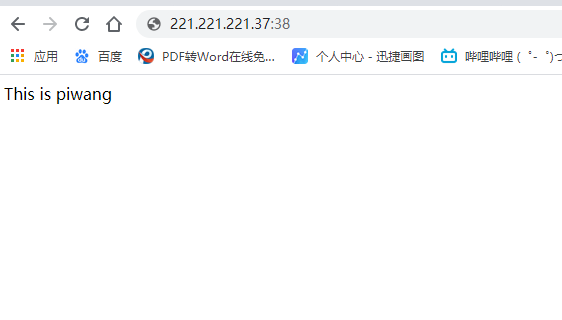 221.221.221.37:38
应用 百度 PDF转Word在线免... 个人中心 - 迅捷画图 哔哩哔哩 ( ゜- ゜)つ
This is piwang